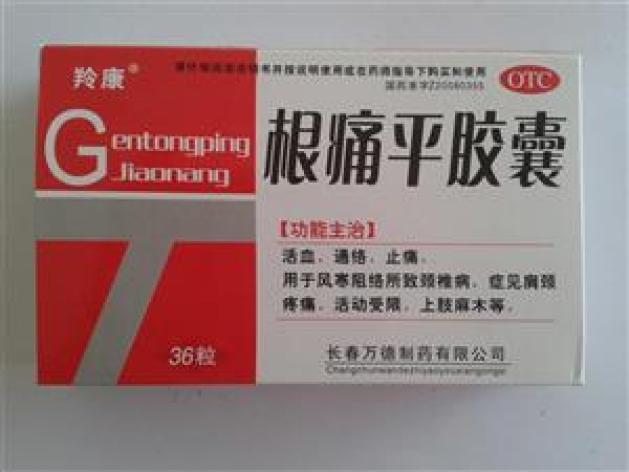 羚康®
请仔细阅读说明书并按说明使用或在药师指导下购买和使用
OTC
Gentongping
Jiaonang
根痛平胶囊
【功能主治】
活血、通络、止痛。
用于风寒阻络所致颈椎病，症见肩颈
疼痛、活动受限、上肢麻木等。
36粒
长春万德制药有限公司